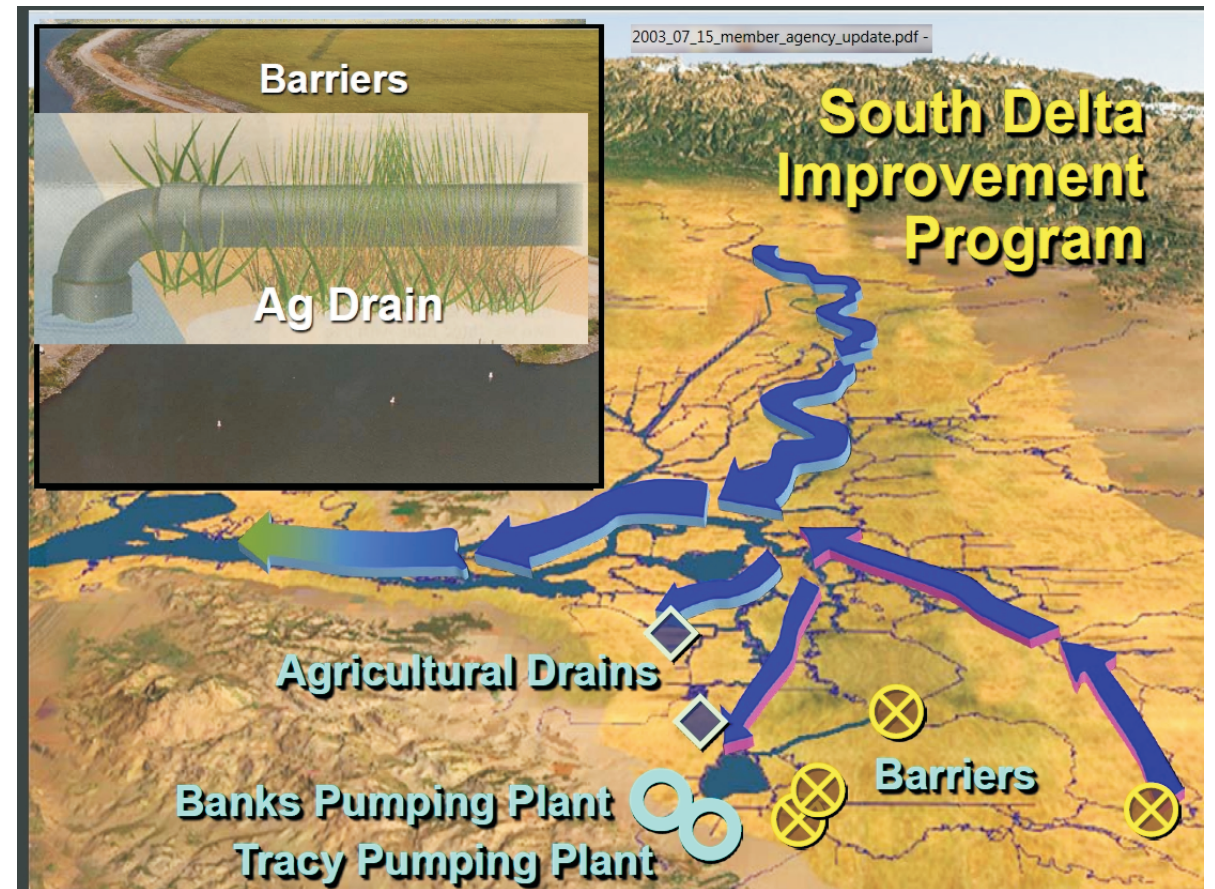 2003_07_15_member_agency_update.pdf -
Barriers
South Delta
Improvement
Program
Ag Drain
Agricultural Drains
Barriers
Banks Pumping Plant
Tracy Pumping Plant